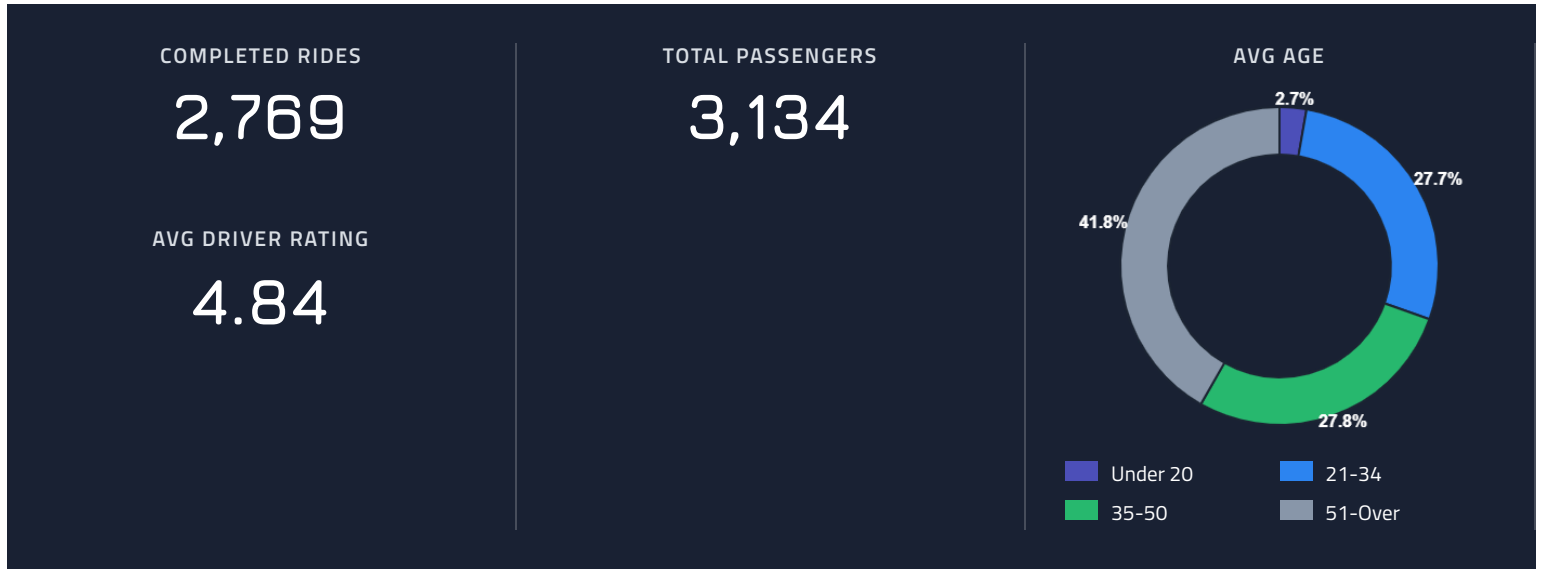 COMPLETED RIDES
2,769
AVG DRIVER RATING
4.84
TOTAL PASSENGERS
3,134
AVG AGE
2.7%
27.7%
41.8%
27.8%
Under 20
21-34
35-50
51-Over